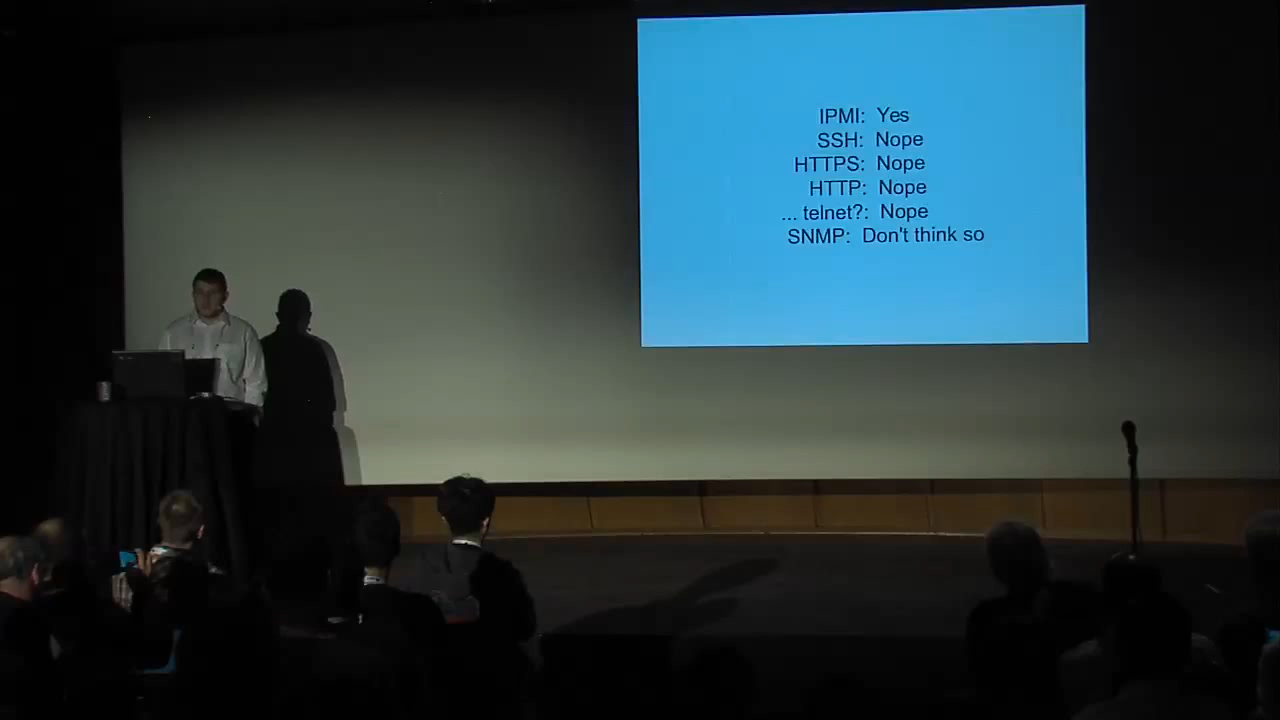 IPMI: Yes
SSH: Nope
HTTPS: Nope
HTTP: Nope
... telnet?: Nope
SNMP: Don't think so